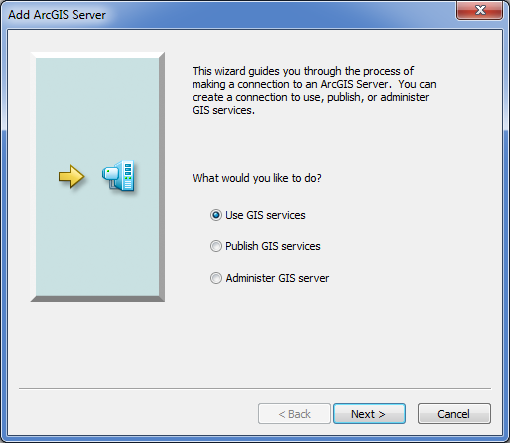 Add ArcGIS Server
This wizard guides you through the process of
making a connection to an ArcGIS Server.  You can
create a connection to use, publish, or administer
GIS services.
What would you like to do?
Use GIS services
Publish GIS services
Administer GIS server
< Back
Next >
Cancel